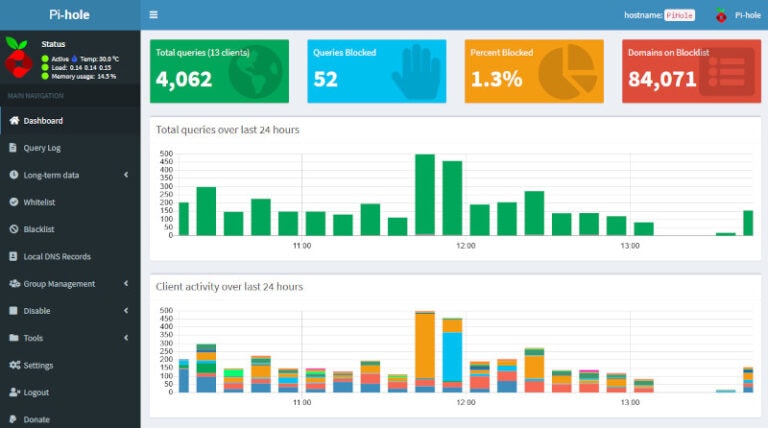 Pi-hole
hostname: PiHole
Pi-hole
Status
Active Temp: 30.0 °C
Load: 0.14 0.14 0.15
Memory usage: 14.5 %
MAIN NAVIGATION
Dashboard
Query Log
Long-term data
Whitelist
Blacklist
Local DNS Records
Group Management
Disable
Tools
Settings
Logout
Donate
Total queries (13 clients)
4,062
Queries Blocked
52
Percent Blocked
1.3%
Domains on Blocklist
84,071
Total queries over last 24 hours
500
450
400
350
300
250
200
150
100
50
0
11:00
12:00
13:00
Client activity over last 24 hours
500
450
400
350
300
250
200
150
100
50
0
11:00
12:00
13:00